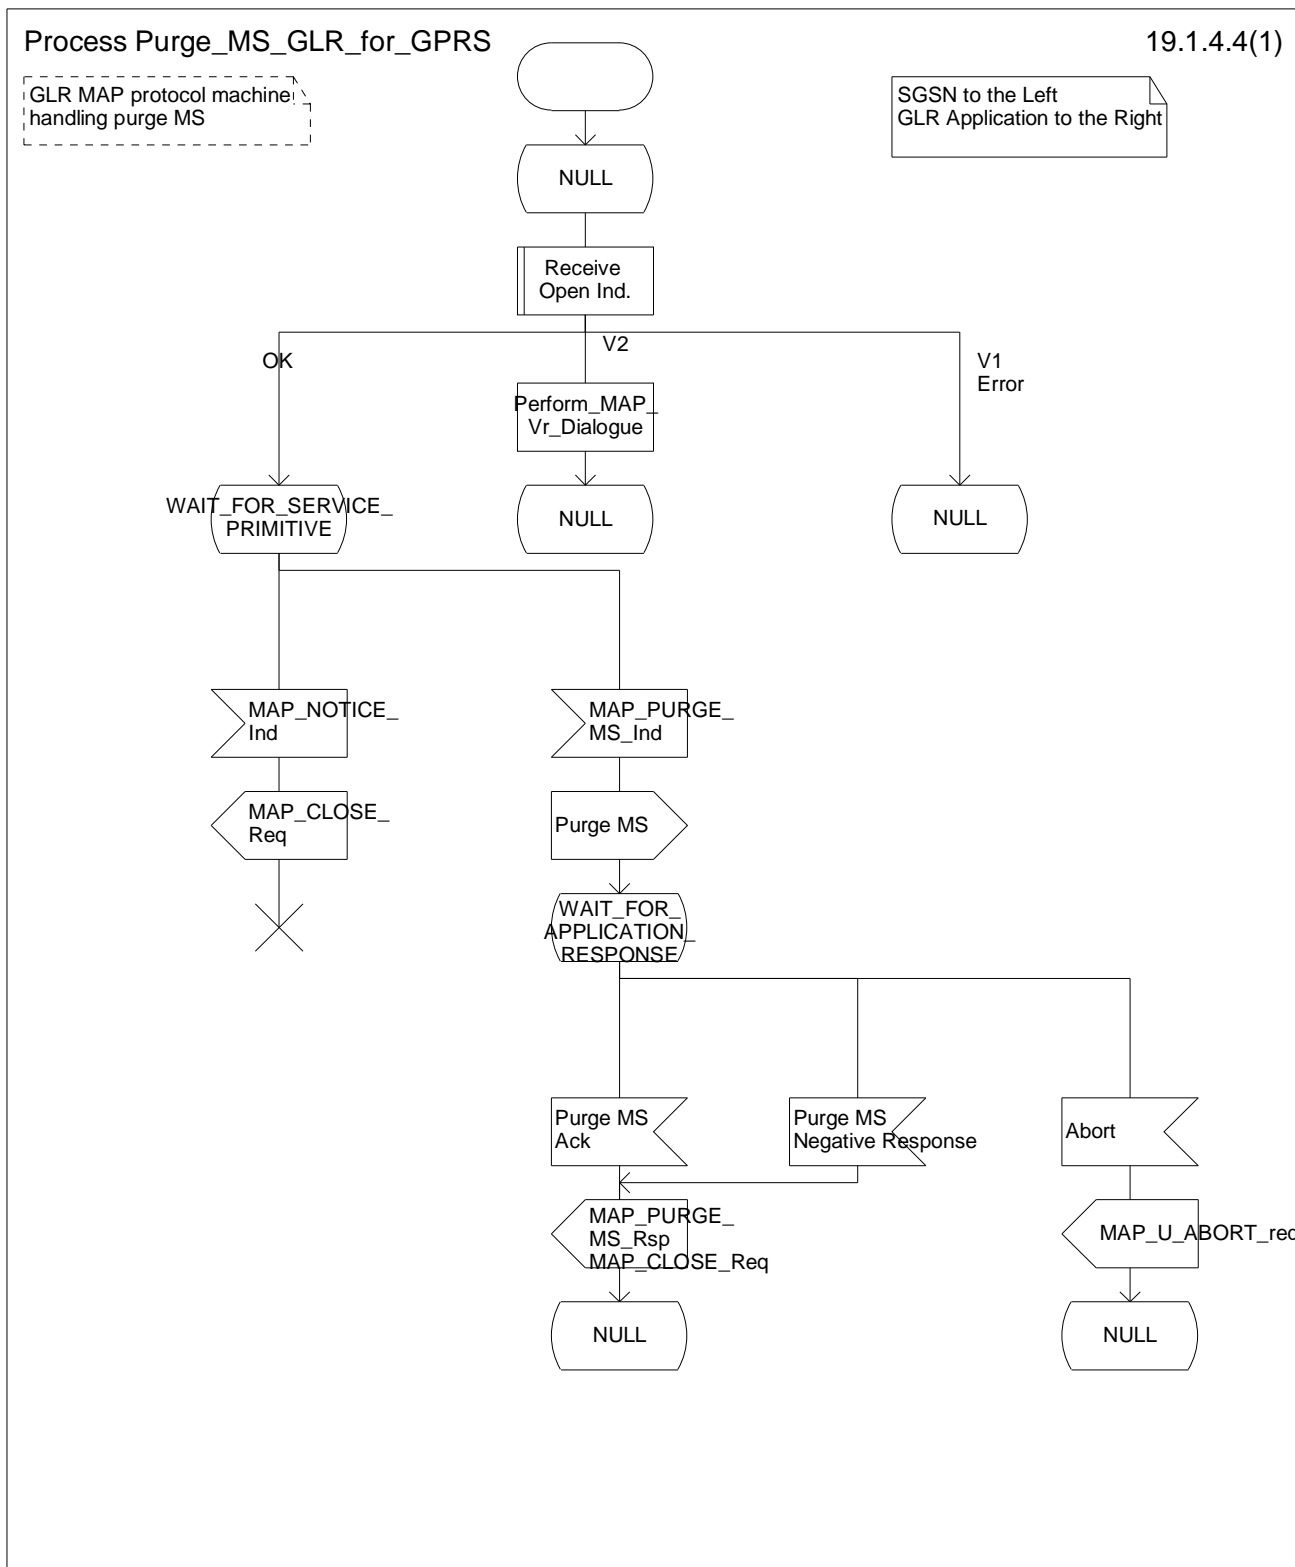 Process Purge_MS_GLR_for_GPRS
19.1.4.4(1)
GLR MAP protocol machine
handling purge MS
SGSN to the Left
GLR Application to the Right
NULL
Receive
Open Ind.
OK
V2
V1
Error
Perform_MAP_
Vr_Dialogue
WAIT_FOR_SERVICE_
PRIMITIVE
NULL
NULL
MAP_NOTICE_
Ind
MAP_PURGE_
MS_Ind
MAP_CLOSE_
Req
Purge MS
WAIT_FOR_
APPLICATION_
RESPONSE
Purge MS
Ack
Purge MS
Negative Response
Abort
MAP_PURGE_
MS_Rsp
MAP_CLOSE_Req
MAP_U_ABORT_req
NULL
NULL